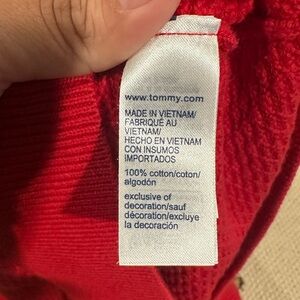 www.tommy.com
MADE IN VIETNAM/
FABRIQUÉ AU
VIETNAM/
HECHO EN VIETNAM
CON INSUMOS
IMPORTADOS
100% cotton/coton/
algodón
exclusive of
decoration/sauf
décoration/excluye
la decoración